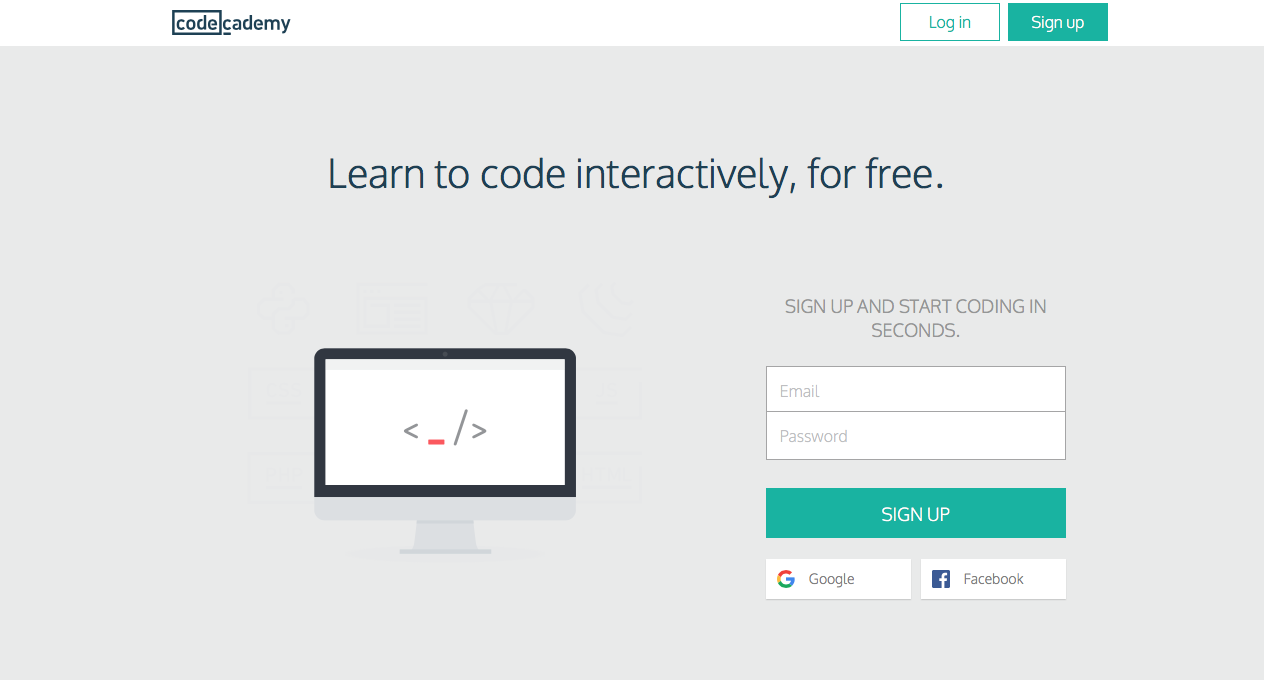 codecademy
Log in
Sign up
Learn to code interactively, for free.
SIGN UP AND START CODING IN
SECONDS.
< _ />
Email
Password
SIGN UP
Google
Facebook